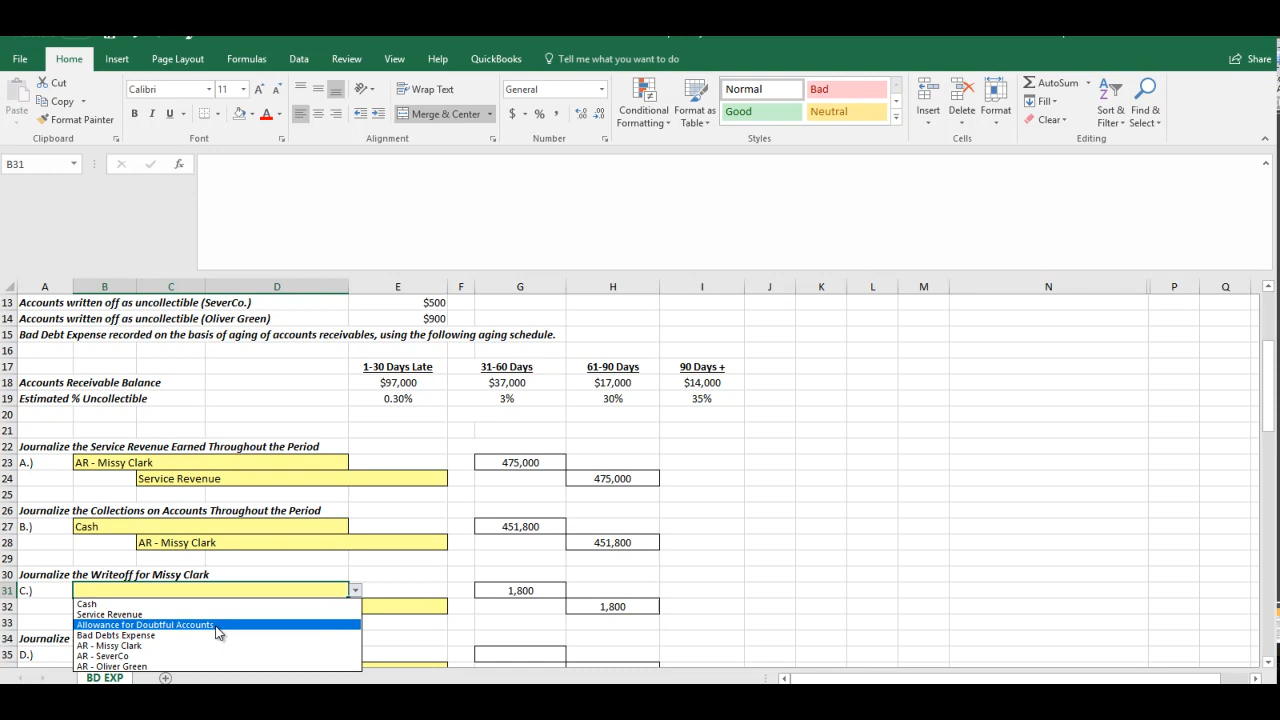 File Home Insert Page Layout Formulas Data Review View Help QuickBooks Tell me what you want to do Share
Paste Cut Copy Format Painter Clipboard
Calibri 11 A A B I U A Font
Wrap Text Merge & Center Alignment
General $ % , Number
Conditional Formatting Format as Table
Normal Bad Good Neutral Styles
Insert Delete Format Cells
AutoSum Fill Clear Sort & Filter Find & Select Editing
B31 fx
A B C D E F G H I J K L M N P Q
13 Accounts written off as uncollectible (SeverCo.) $500
14 Accounts written off as uncollectible (Oliver Green) $900
15 Bad Debt Expense recorded on the basis of aging of accounts receivables, using the following aging schedule.
16
17 1-30 Days Late 31-60 Days 61-90 Days 90 Days +
18 Accounts Receivable Balance $97,000 $37,000 $17,000 $14,000
19 Estimated % Uncollectible 0.30% 3% 30% 35%
20
21
22 Journalize the Service Revenue Earned Throughout the Period
23 A.) AR - Missy Clark 475,000
24 Service Revenue 475,000
25
26 Journalize the Collections on Accounts Throughout the Period
27 B.) Cash 451,800
28 AR - Missy Clark 451,800
29
30 Journalize the Writeoff for Missy Clark
31 C.) 1,800
32 1,800
33
34 Journalize
35 D.)
Cash
Service Revenue
Allowance for Doubtful Accounts
Bad Debts Expense
AR - Missy Clark
AR - SeverCo
AR - Oliver Green
BD EXP